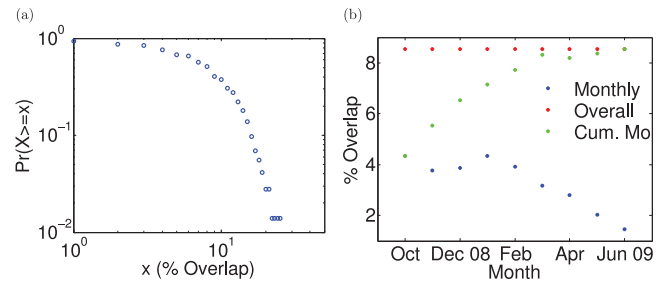 (a)
10^0
10^-1
10^-2
Pr(X>=x)
10^0
10^1
x (% Overlap)
(b)
8
6
4
2
% Overlap
Monthly
Overall
Cum. Mo
Oct
Dec 08
Feb
Apr
Jun 09
Month